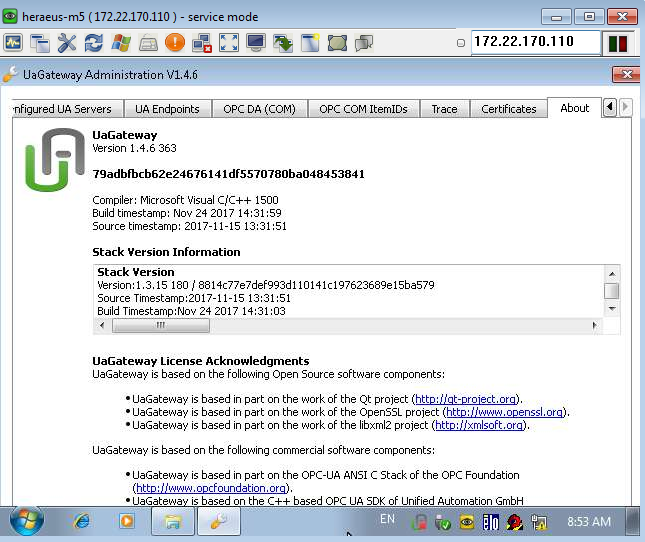 heraeus-m5 ( 172.22.170.110 ) - service mode
172.22.170.110
UaGateway Administration V1.4.6
nfigured UA Servers
UA Endpoints
OPC DA (COM)
OPC COM ItemIDs
Trace
Certificates
About
UaGateway
Version 1.4.6 363
79adbfbcb62e24676141df5570780ba048453841
Compiler: Microsoft Visual C/C++ 1500
Build timestamp: Nov 24 2017 14:31:59
Source timestamp: 2017-11-15 13:31:51
Stack Version Information
Stack Version
Version:1.3.15 180 / 8814c77e7def993d110141c197623689e15ba579
Source Timestamp:2017-11-15 13:31:51
Build Timestamp:Nov 24 2017 14:31:03
UaGateway License Acknowledgments
UaGateway is based in part on the following Open Source software components:
•UaGateway is based in part on the work of the Qt project (http://qt-project.org).
•UaGateway is based in part on the work of the OpenSSL project (http://www.openssl.org).
•UaGateway is based in part on the work of the libxml2 project (http://xmlsoft.org).
UaGateway is based on the following commercial software components:
•UaGateway is based in part on the OPC-UA ANSI C Stack of the OPC Foundation
(http://www.opcfoundation.org).
•UaGateway is based on the C++ based OPC UA SDK of Unified Automation GmbH
EN
8:53 AM